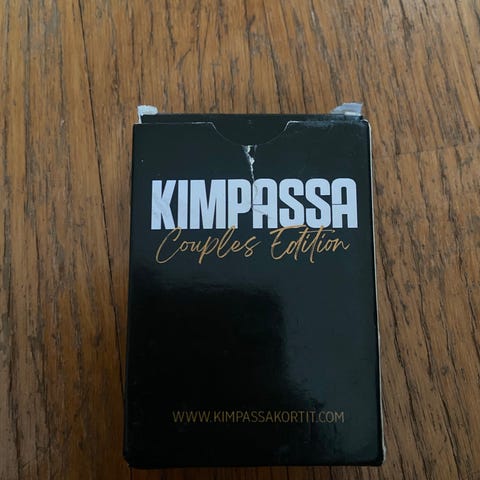 KIMPASSA
Couples Edition
WWW.KIMPASSAKORTIT.COM